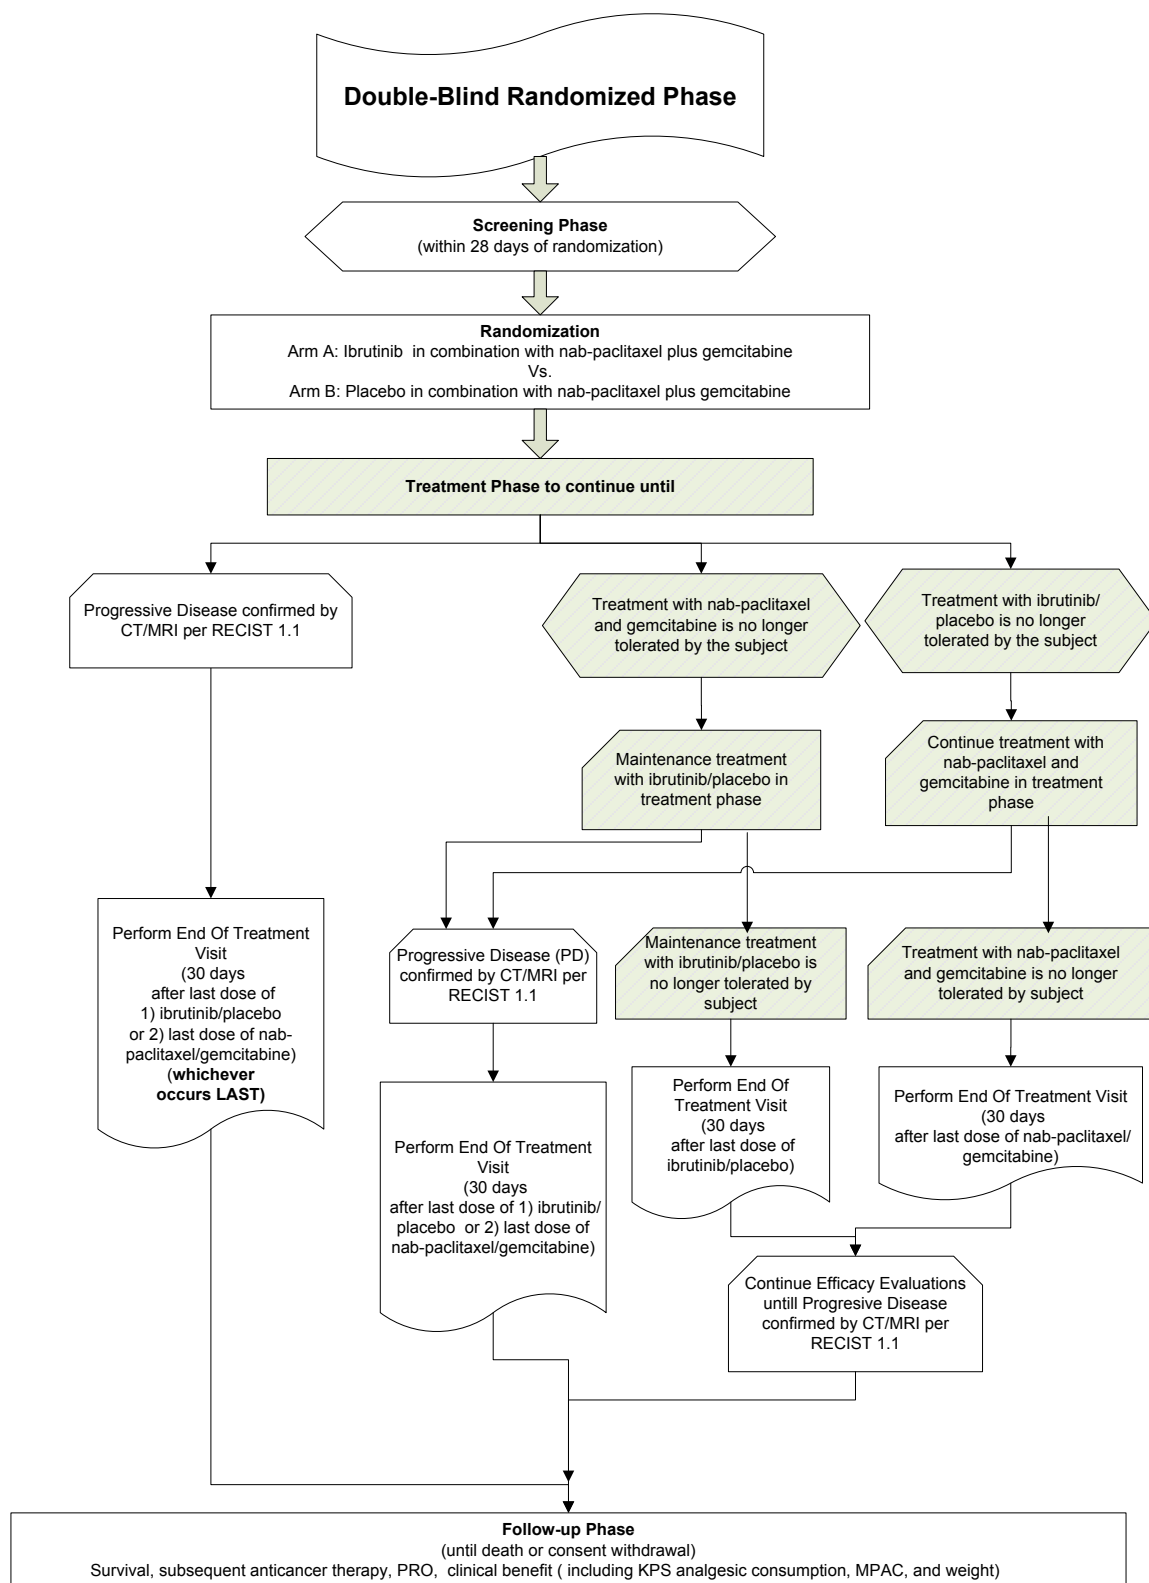 Double-Blind Randomized Phase
Screening Phase
(within 28 days of randomization)
Randomization
Arm A: Ibrutinib in combination with nab-paclitaxel plus gemcitabine
Vs.
Arm B: Placebo in combination with nab-paclitaxel plus gemcitabine
Treatment Phase to continue until
Progressive Disease confirmed by
CT/MRI per RECIST 1.1
Treatment with nab-paclitaxel
and gemcitabine is no longer
tolerated by the subject
Treatment with ibrutinib/
placebo is no longer
tolerated by the subject
Maintenance treatment
with ibrutinib/placebo in
treatment phase
Continue treatment with
nab-paclitaxel and
gemcitabine in treatment
phase
Perform End Of Treatment
Visit
(30 days
after last dose of
1) ibrutinib/placebo
or 2) last dose of nab-
paclitaxel/gemcitabine)
(whichever
occurs LAST)
Progressive Disease (PD)
confirmed by CT/MRI per
RECIST 1.1
Maintenance treatment
with ibrutinib/placebo is
no longer tolerated by
subject
Treatment with nab-paclitaxel
and gemcitabine is no longer
tolerated by subject
Perform End Of Treatment
Visit
(30 days
after last dose of 1) ibrutinib/
placebo or 2) last dose of
nab-paclitaxel/gemcitabine)
Perform End Of
Treatment Visit
(30 days
after last dose of
ibrutinib/placebo)
Perform End Of Treatment Visit
(30 days
after last dose of nab-paclitaxel/
gemcitabine)
Continue Efficacy Evaluations
untill Progresive Disease
confirmed by CT/MRI per
RECIST 1.1
Follow-up Phase
(until death or consent withdrawal)
Survival, subsequent anticancer therapy, PRO, clinical benefit ( including KPS analgesic consumption, MPAC, and weight)